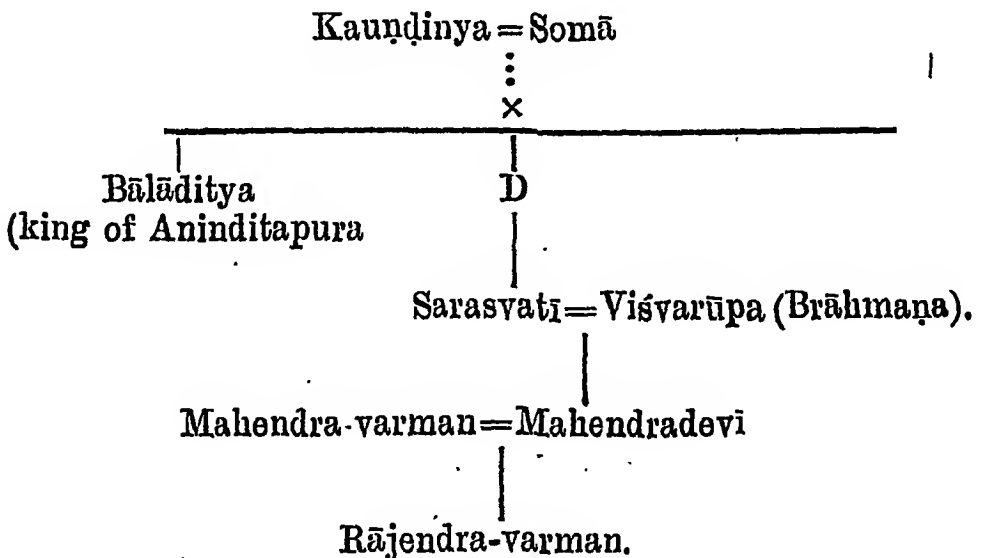 Kauṇḍinya=Somā
×
Bālāditya D
(king of Aninditapura
Sarasvatī=Viśvarūpa (Brāhmaṇa).
Mahendra-varman=Mahendradevī
Rājendra-varman.